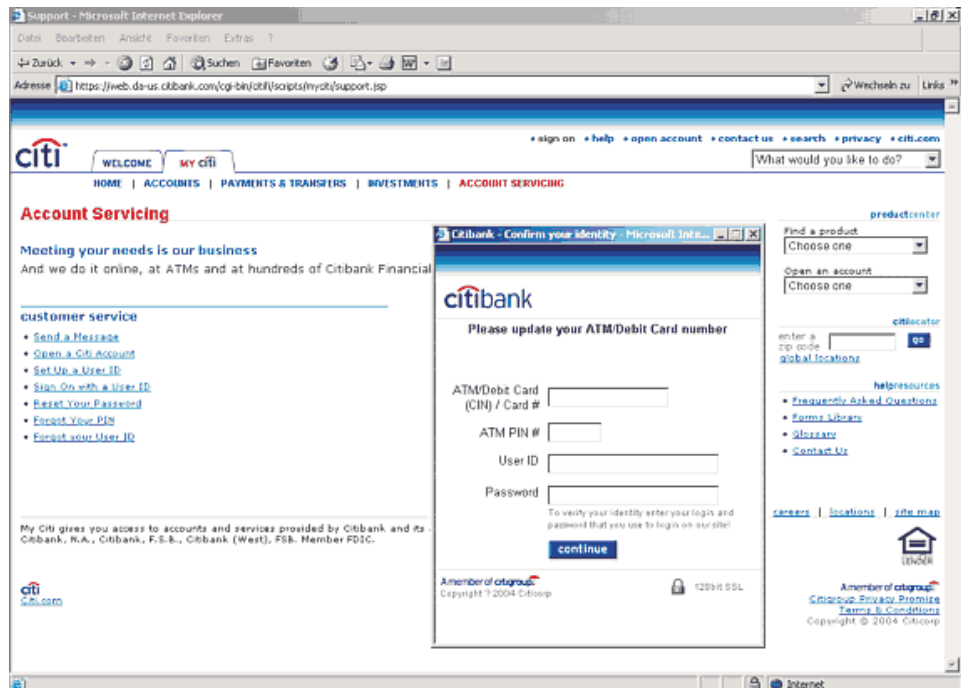 Support - Microsoft Internet Explorer
Datei Bearbeiten Ansicht Favoriten Extras ?
Zurück Suchen Favoriten
Adresse https://web.da-us.citibank.com/cgi-bin/citifi/scripts/mycity/support.jsp Wechseln zu Links »
sign on help open account contact us search privacy citi.com
citi WELCOME MY citi What would you like to do?
HOME | ACCOUNTS | PAYMENTS & TRANSFERS | INVESTMENTS | ACCOUNT SERVICING
Account Servicing
Meeting your needs is our business
And we do it online, at ATMs and at hundreds of Citibank Financial
customer service
• Send a Message
• Open a Citi Account
• Set Up a User ID
• Sign On with a User ID
• Reset Your Password
• Forgot Your PIN
• Forgot your User ID
My Citi gives you access to accounts and services provided by Citibank and its
Citibank, N.A., Citibank, F.S.B., Citibank (West), FSB. Member FDIC.
citi
Citi.com
Citibank - Confirm your identity - Microsoft Inte...
citibank
Please update your ATM/Debit Card number
ATM/Debit Card
(CIN) / Card #
ATM PIN #
User ID
Password
To verify your identity enter your login and
password that you use to login on our site!
continue
A member of citigroup
Copyright ? 2004 Citicorp
128bit SSL
productcenter
Find a product
Choose one
Open an account
Choose one
citilocator
enter a
zip code go
global locations
helpresources
• Frequently Asked Questions
• Forms Library
• Glossary
• Contact Us
careers | locations | site map
LENDER
A member of citigroup
Citigroup Privacy Promise
Terms & Conditions
Copyright © 2004 Citicorp
Internet